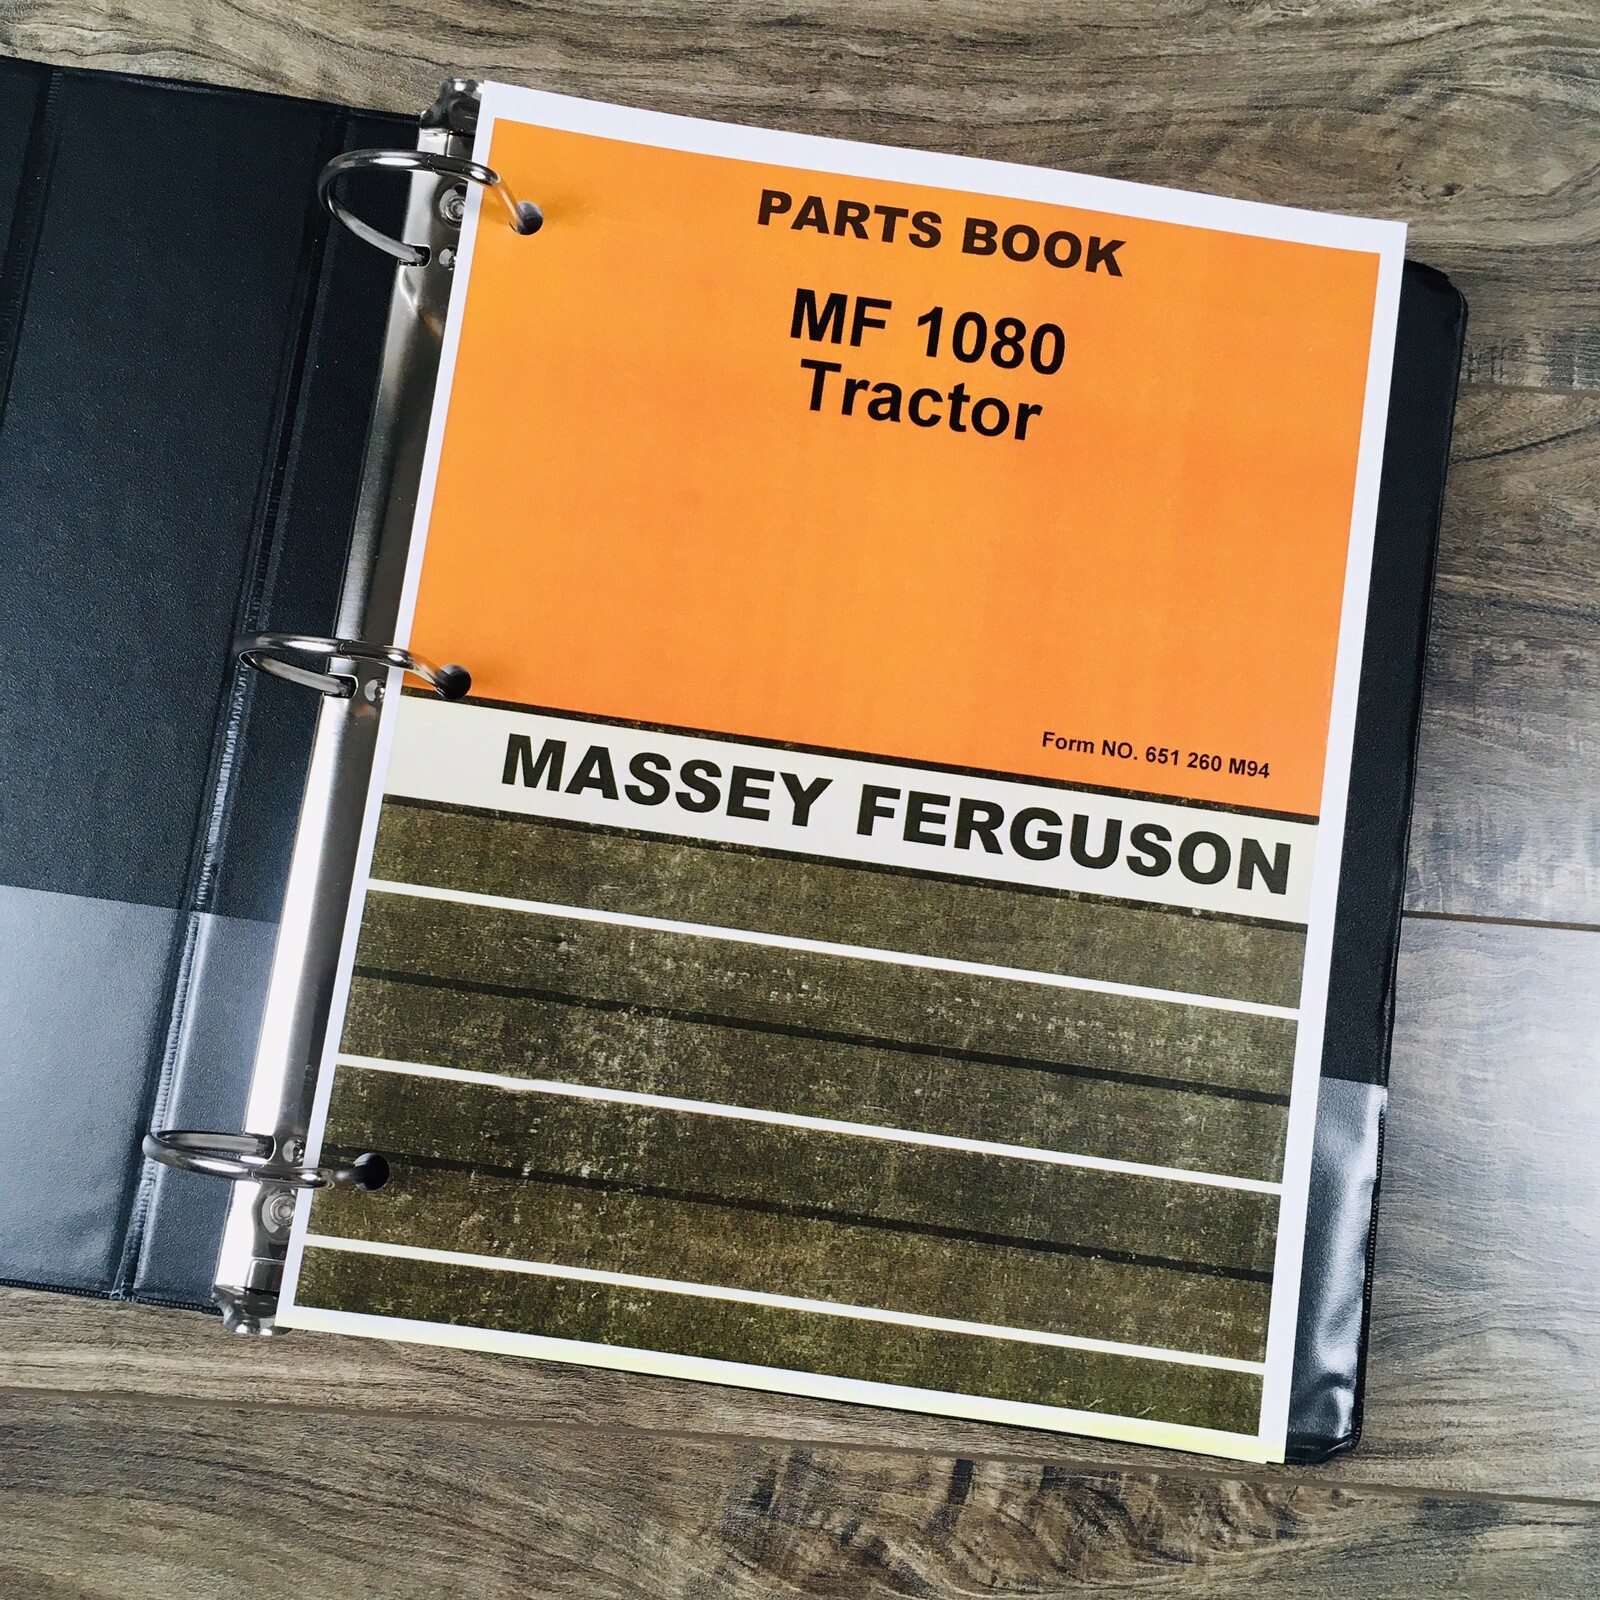 PARTS BOOK
MF 1080
Tractor
Form NO. 651 260 M94
MASSEY FERGUSON